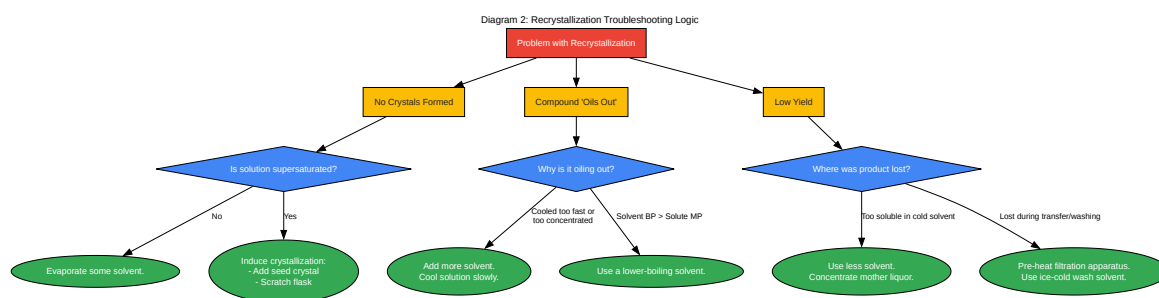 Diagram 2: Recrystallization Troubleshooting Logic
Problem with Recrystallization
No Crystals Formed
Compound 'Oils Out'
Low Yield
Is solution supersaturated?
Why is it oiling out?
Where was product lost?
No
Yes
Cooled too fast or
too concentrated
Solvent BP > Solute MP
Too soluble in cold solvent
Lost during transfer/washing
Evaporate some solvent.
Induce crystallization:
- Add seed crystal
- Scratch flask
Add more solvent.
Cool solution slowly.
Use a lower-boiling solvent.
Use less solvent.
Concentrate mother liquor.
Pre-heat filtration apparatus.
Use ice-cold wash solvent.